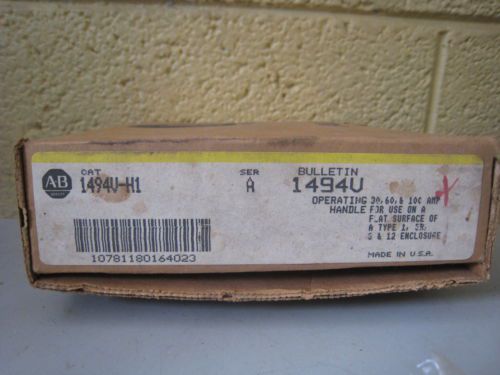 AB
QUALITY
CAT
1494V-H1
SER
A
BULLETIN
1494V
OPERATING 30,60,& 100 AMP
HANDLE FOR USE ON A
FLAT SURFACE OF
A TYPE 1, 3R,
& 12 ENCLOSURE
10781180164023
MADE IN U.S.A.
X